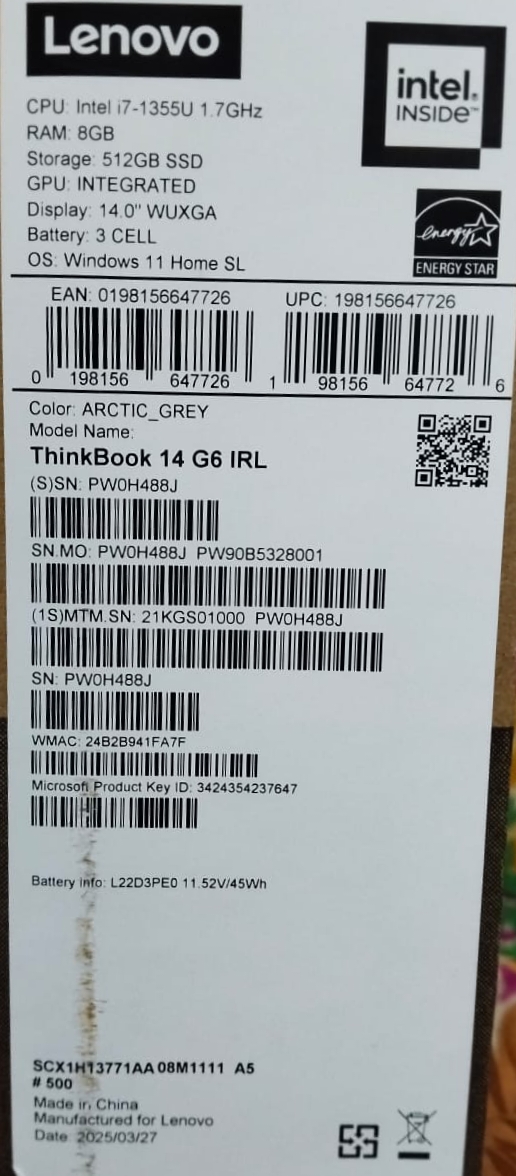 Lenovo
intel.
INSIDE™
CPU: Intel i7-1355U 1.7GHz
RAM: 8GB
Storage: 512GB SSD
GPU: INTEGRATED
Display: 14.0" WUXGA
Battery: 3 CELL
OS: Windows 11 Home SL
energy
ENERGY STAR
EAN: 0198156647726
UPC: 198156647726
0 198156 647726
1 98156 64772 6
Color: ARCTIC_GREY
Model Name:
ThinkBook 14 G6 IRL
(S)SN: PW0H488J
SN.MO: PW0H488J PW90B5328001
(1S)MTM.SN: 21KGS01000 PW0H488J
SN: PW0H488J
WMAC: 24B2B941FA7F
Microsoft Product Key ID: 3424354237647
Battery info: L22D3PE0 11.52V/45Wh
SCX1H13771AA 08M1111 A5
# 500
Made in China
Manufactured for Lenovo
Date: 2025/03/27